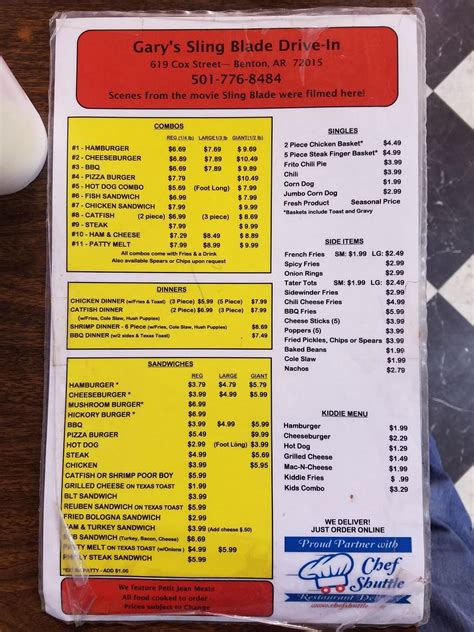 Gary's Sling Blade Drive-In
619 Cox Street— Benton, AR 72015
501-776-8484
Scenes from the movie Sling Blade were filmed here!
COMBOS
REG (1/4 lb) LARGE1/3 lb GIANT(1/2 lb)
#1 - HAMBURGER $6.69 $7.69 $ 9.69
#2 - CHEESEBURGER $6.89 $7.89 $10.49
#3 - BBQ $6.79 $7.89 $ 8.89
#4 - PIZZA BURGER $7.79 $10.49
#5 - HOT DOG COMBO $5.69 (Foot Long) $ 7.59
#6 - FISH SANDWICH $6.79
#7 - CHICKEN SANDWICH $6.99 $ 7.99
#8 - CATFISH (2 piece) $6.99 (3 piece) $ 7.99
#9 - STEAK $7.99
#10 - HAM & CHEESE $7.29 $8.49 $ 8.89
#11 - PATTY MELT $7.99 $8.99 $ 9.99
All combos come with Fries & a Drink
Also available Spears or Chips upon request
DINNERS
CHICKEN DINNER (w/Fries & Toast) (3 Piece) $5.99 (5 Piece) $7.99
CATFISH DINNER (2 Piece) $6.99 (3 Piece) $7.99
(w/Fries, Cole Slaw, Hush Puppies)
SHRIMP DINNER - 6 Piece (w/Fries, Cole Slaw, Hush Puppies) $8.69
BBQ DINNER (w/2 sides & Texas Toast) $7.49
SANDWICHES
REG LARGE GIANT
HAMBURGER * $3.79 $4.79 $5.79
CHEESEBURGER * $3.99 $4.99 $5.99
MUSHROOM BURGER* $4.99
HICKORY BURGER* $4.99
BBQ $3.99 $4.99 $5.99
PIZZA BURGER $5.49 $9.99
HOT DOG $2.99 (Foot Long) $3.99
STEAK $4.99
CHICKEN $3.99 $5.95
CATFISH OR SHRIMP POOR BOY $5.99
GRILLED CHEESE ON TEXAS TOAST $1.99
BLT SANDWICH $3.99
REUBEN SANDWICH ON TEXAS TOAST $5.99
FRIED BOLOGNA SANDWICH $2.99
& TURKEY SANDWICH $3.99 (Add cheese $.50)
SANDWICH (Turkey, Bacon, Cheese) $6.69
PATTY MELT ON TEXAS TOAST (w/Onions) $4.99
STEAK SANDWICH $5.99
PATTY - ADD $1.00
We feature Petit Jean Meats
All food cooked to order
Prices subject to Change
SINGLES
2 Piece Chicken Basket* $4.49
5 Piece Steak Finger Basket* $4.99
Frito Chili Pie $3.99
Chili $3.99
Corn Dog $1.99
Jumbo Corn Dog $2.99
Fresh Product Seasonal Price
*Baskets include Toast and Gravy
SIDE ITEMS
French Fries SM: $1.99 LG: $2.49
Spicy Fries $2.99
Onion Rings $2.99
Tater Tots SM: $1.99 LG: $2.49
Sidewinder Fries $2.99
Chili Cheese Fries $4.99
BBQ Fries $5.99
Cheese Sticks (5) $3.99
Poppers (5) $3.99
Fried Pickles, Chips or Spears $3.99
Baked Beans $1.99
Cole Slaw $1.99
Nachos $2.79
KIDDIE MENU
Hamburger $1.99
Cheeseburger $2.29
Hot Dog $1.29
Grilled Cheese $1.49
Mac-N-Cheese $1.99
Kiddie Fries $ .99
Kids Combo $3.29
WE DELIVER!
JUST ORDER ONLINE
Proud Partner with
Chef
Shuttle